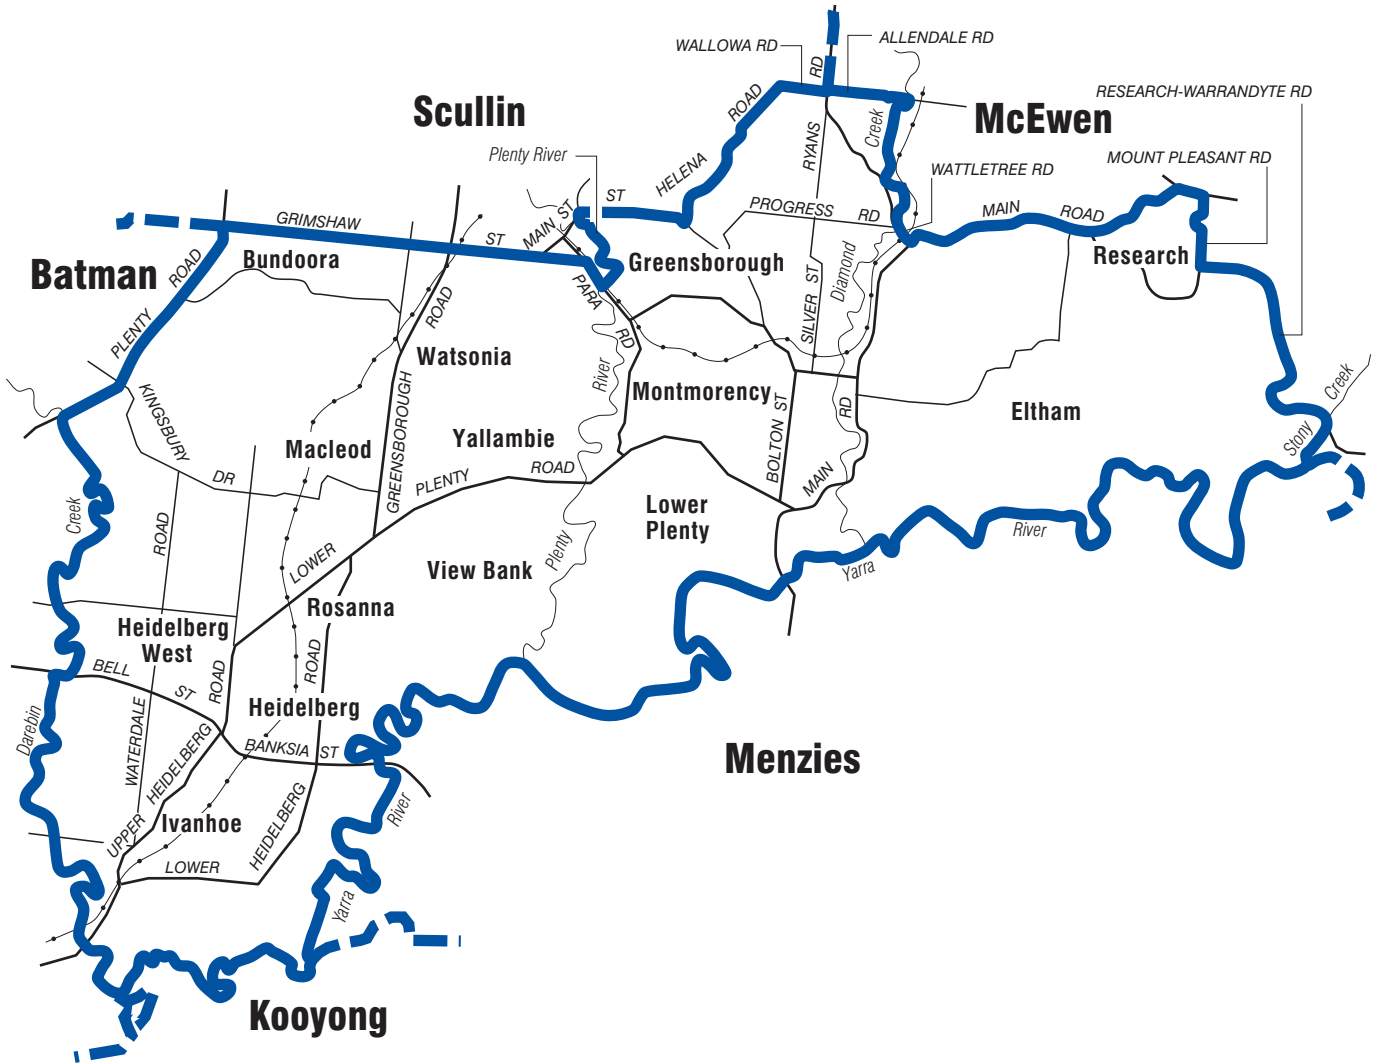 WALLOWA RD
ALLENDALE RD
RD
RESEARCH-WARRANDYTE RD
Scullin
McEwen
ROAD
Creek
RYANS
Plenty River
MOUNT PLEASANT RD
WATTLETREE RD
HELENA
ST
PROGRESS RD
MAIN ROAD
GRIMSHAW ST
MAIN ST
Batman
Bundoora
Greensborough
Research
PLENTY ROAD
PARA RD
SILVER ST
Diamond
ROAD
Watsonia
River
Montmorency
Eltham
KINGSBURY DR
GREENSBOROUGH
Macleod
Yallambie
BOLTON ST
RD
MAIN
Creek
Stony
PLENTY ROAD
Creek
ROAD
Lower
Plenty
River
LOWER
View Bank
Plenty
Yarra
Rosanna
Heidelberg
West
ROAD
ROAD
BELL ST
Heidelberg
Darebin
WATERDALE
HEIDELBERG
BANKSIA ST
Menzies
UPPER
Ivanhoe
HEIDELBERG
River
LOWER
Yarra
Kooyong